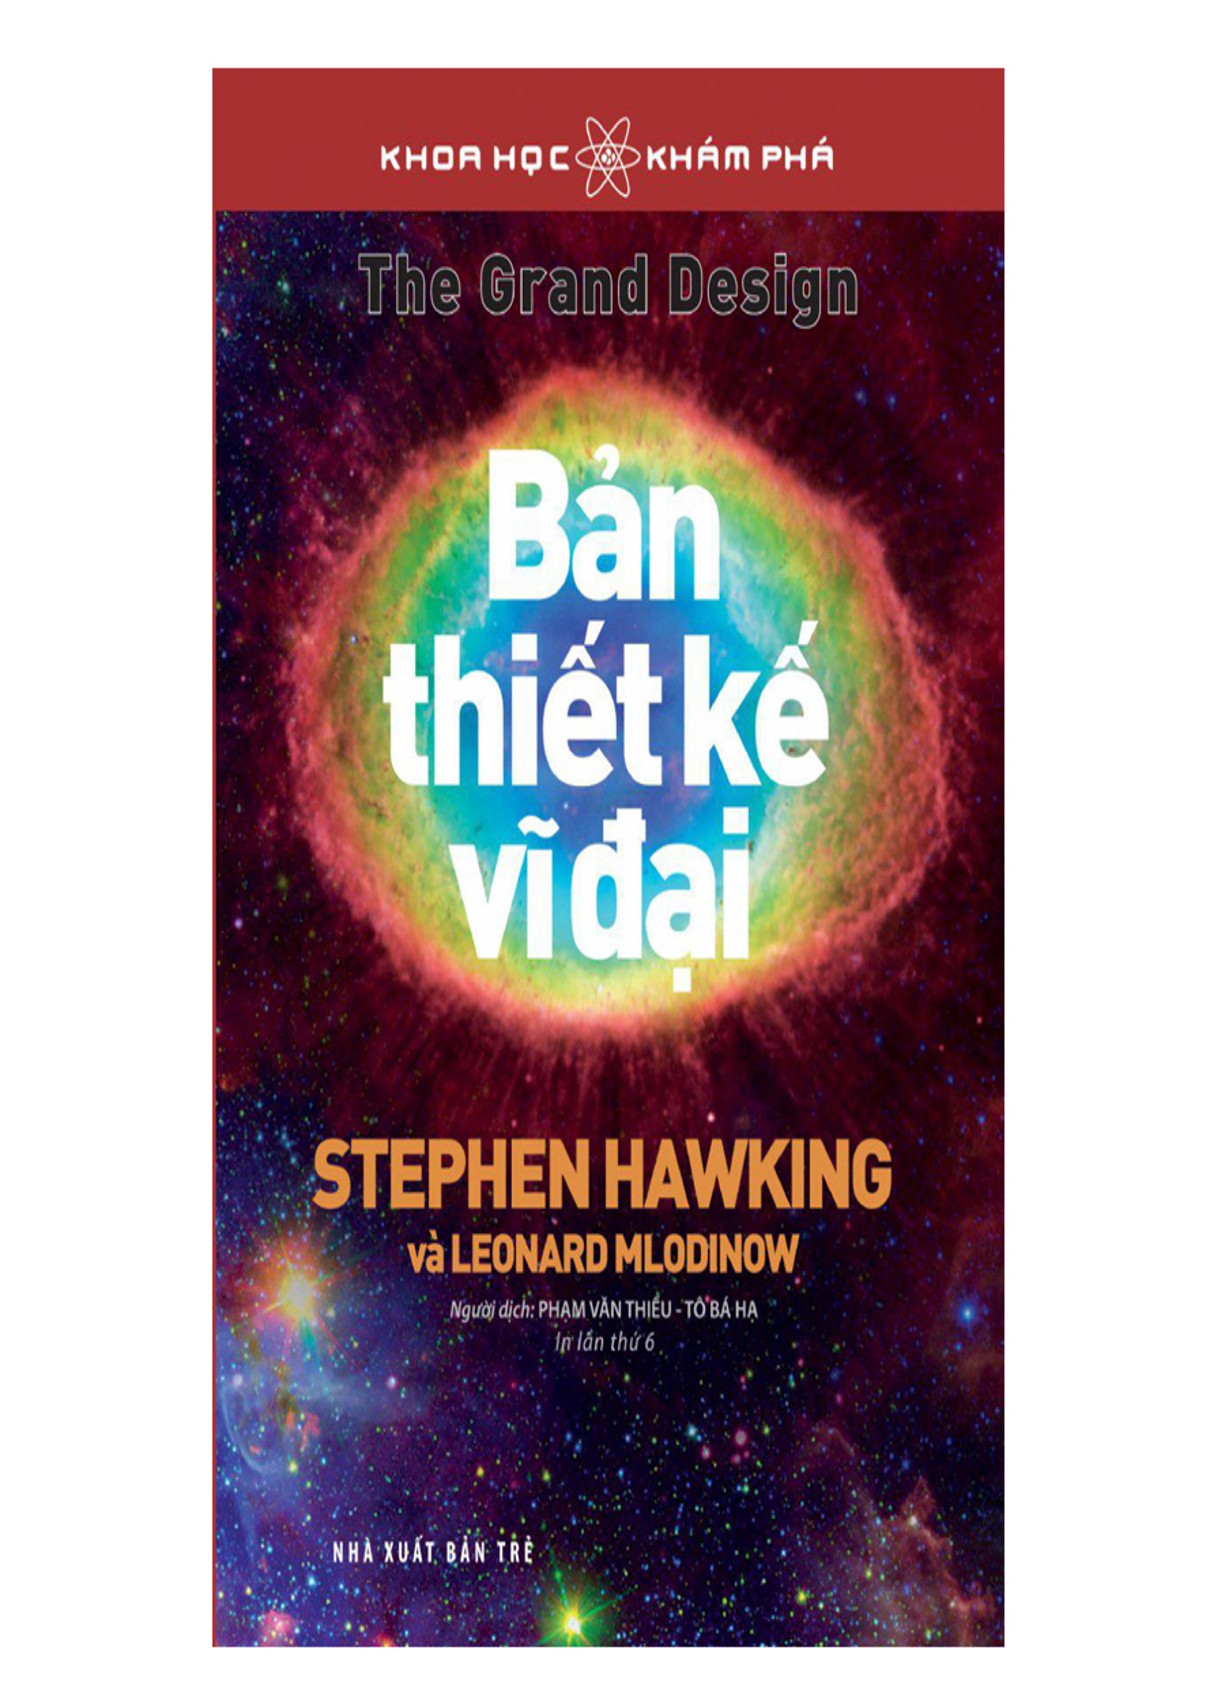 KHOA HỌC KHÁM PHÁ
The Grand Design
Bản
thiết kế
vĩ đại
STEPHEN HAWKING
và LEONARD MLODINOW
Người dịch: PHẠM VĂN THIỀU - TÔ BÁ HẠ
In lần thứ 6
NHÀ XUẤT BẢN TRẺ